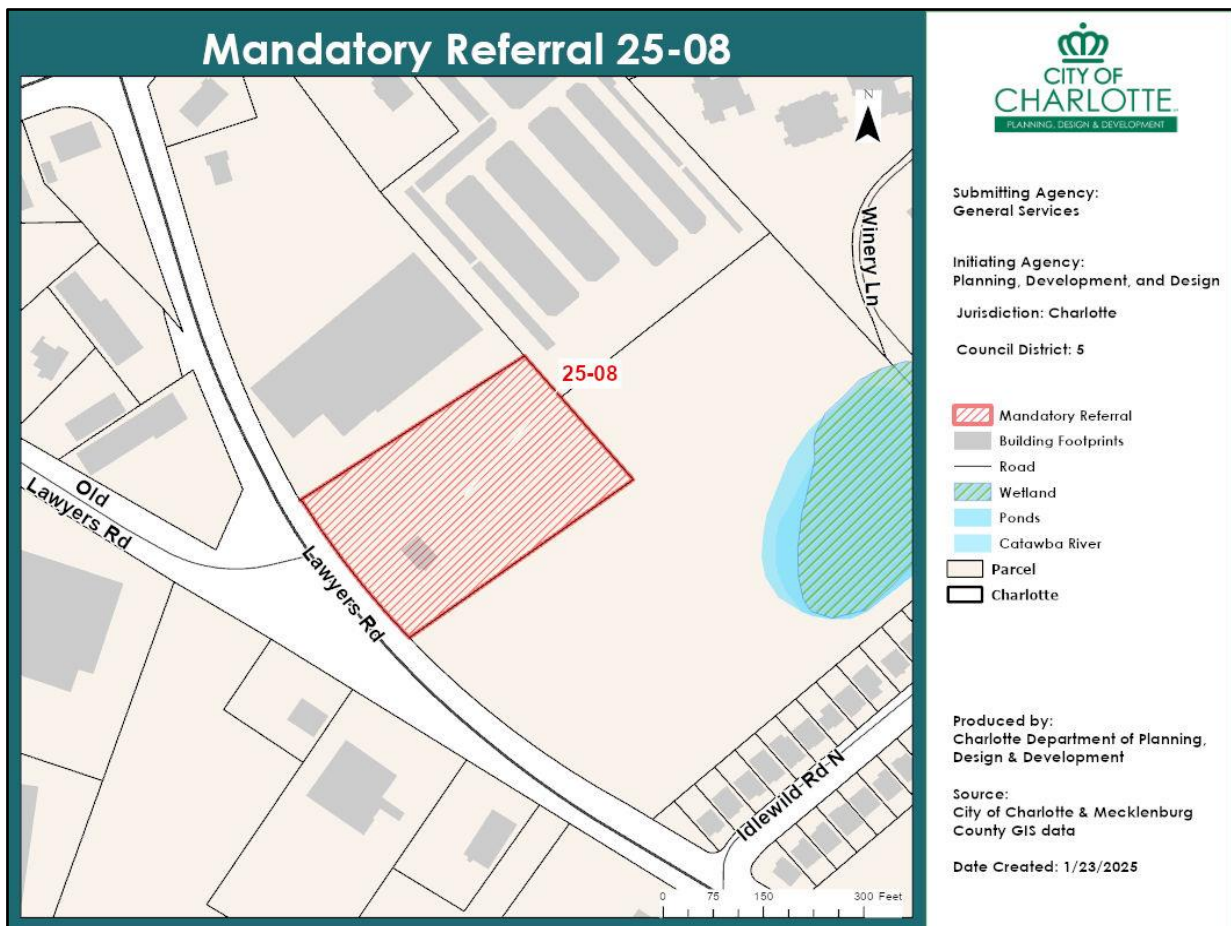 Mandatory Referral 25-08
N
Winery Ln
25-08
Old
Lawyers Rd
Lawyers Rd
Idlewild Rd N
0 75 150 300 Feet
CITY OF
CHARLOTTE
PLANNING, DESIGN & DEVELOPMENT
Submitting Agency:
General Services
Initiating Agency:
Planning, Development, and Design
Jurisdiction: Charlotte
Council District: 5
Mandatory Referral
Building Footprints
Road
Wetland
Ponds
Catawba River
Parcel
Charlotte
Produced by:
Charlotte Department of Planning,
Design & Development
Source:
City of Charlotte & Mecklenburg
County GIS data
Date Created: 1/23/2025